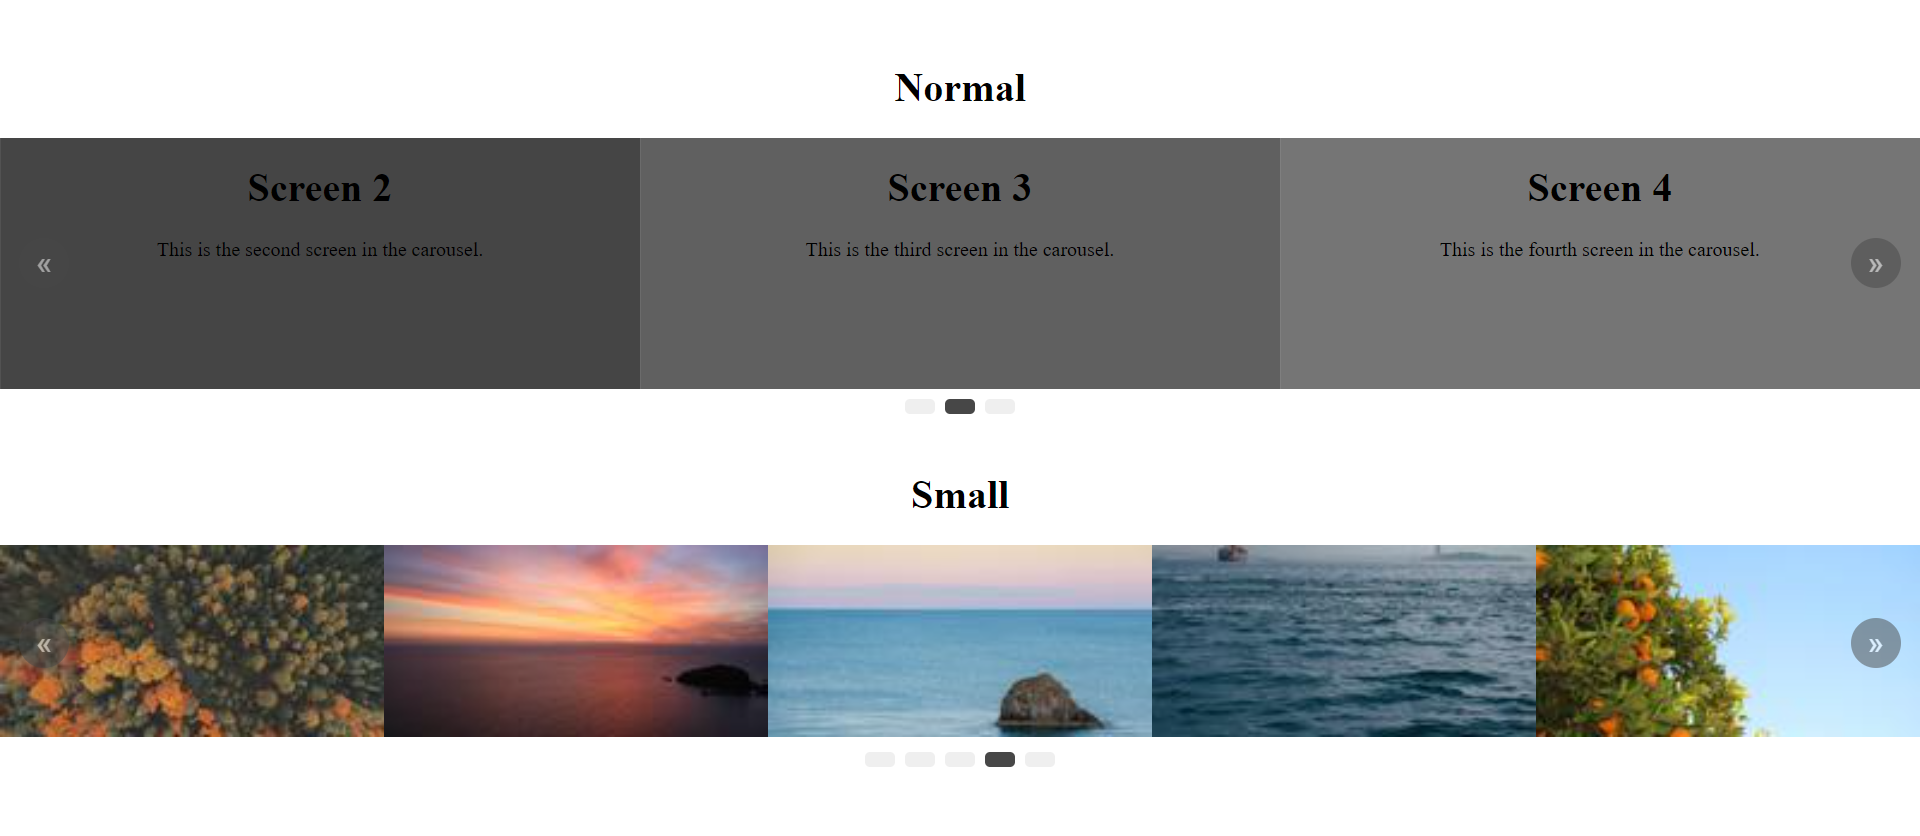 Normal
Screen 2
This is the second screen in the carousel.
Screen 3
This is the third screen in the carousel.
Screen 4
This is the fourth screen in the carousel.
«
»
Small
«
»